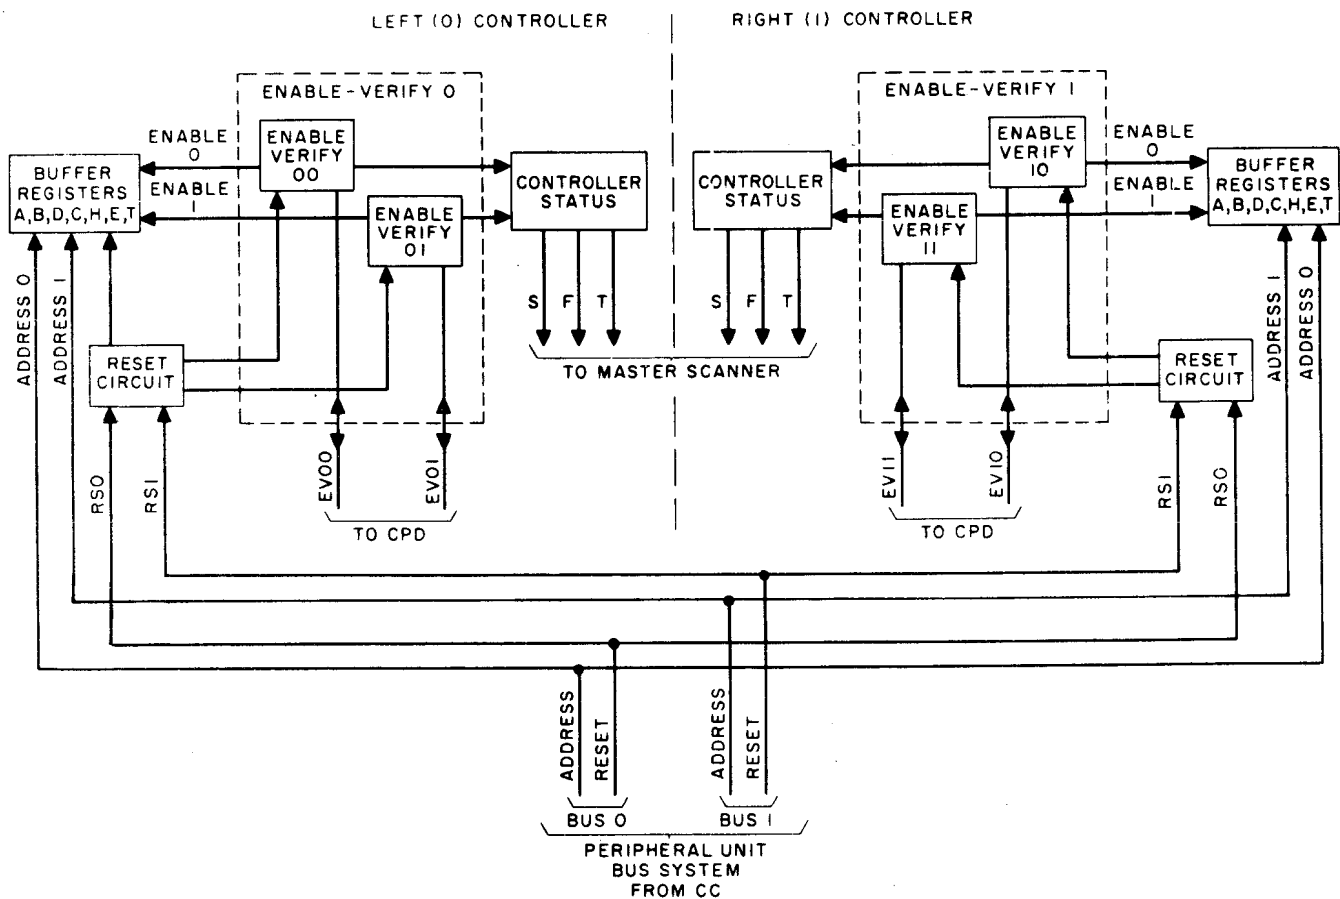 LEFT (0) CONTROLLER
RIGHT (1) CONTROLLER
ENABLE-VERIFY 0
ENABLE
VERIFY
00
ENABLE
VERIFY
01
ENABLE
0
ENABLE
1
BUFFER
REGISTERS
A,B,D,C,H,E,T
CONTROLLER
STATUS
S F T
ADDRESS 0
ADDRESS 1
RESET
CIRCUIT
RS0
RS1
EV00
EV01
TO CPD
TO MASTER SCANNER
ENABLE-VERIFY 1
ENABLE
VERIFY
10
ENABLE
VERIFY
11
ENABLE
0
ENABLE
1
BUFFER
REGISTERS
A,B,D,C,H,E,T
CONTROLLER
STATUS
S F T
ADDRESS 1
ADDRESS 0
RESET
CIRCUIT
RS1
RS0
EV11
EV10
TO CPD
ADDRESS
RESET
ADDRESS
RESET
BUS 0
BUS 1
PERIPHERAL UNIT
BUS SYSTEM
FROM CC